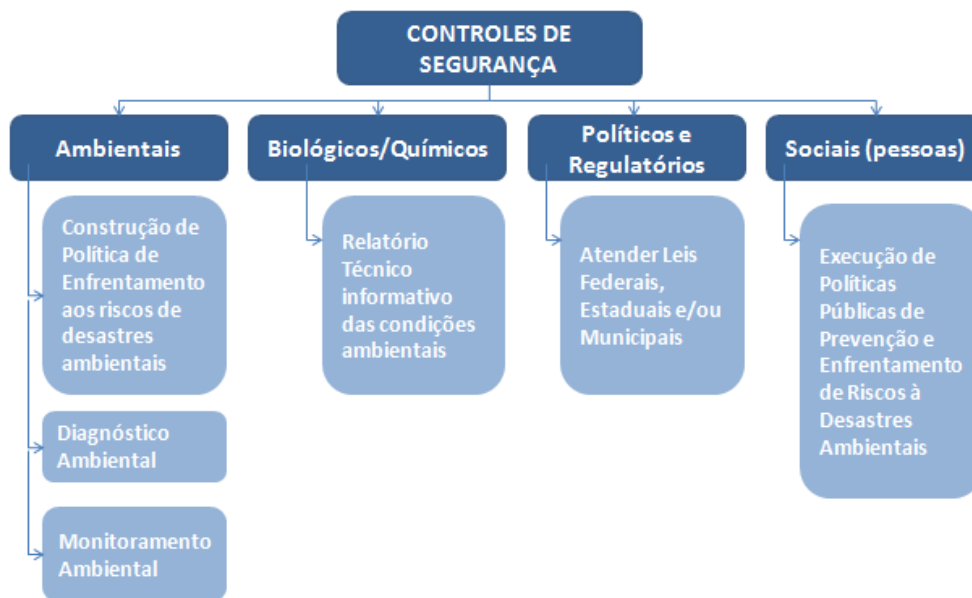 CONTROLES DE
SEGURANÇA
Ambientais
Construção de
Política de
Enfrentamento
aos riscos de
desastres
ambientais
Diagnóstico
Ambiental
Monitoramento
Ambiental
Biológicos/Químicos
Relatório
Técnico
informativo
das condições
ambientais
Políticos e
Regulatórios
Atender Leis
Federais,
Estaduais e/ou
Municipais
Sociais (pessoas)
Execução de
Políticas
Públicas de
Prevenção e
Enfrentamento
de Riscos à
Desastres
Ambientais